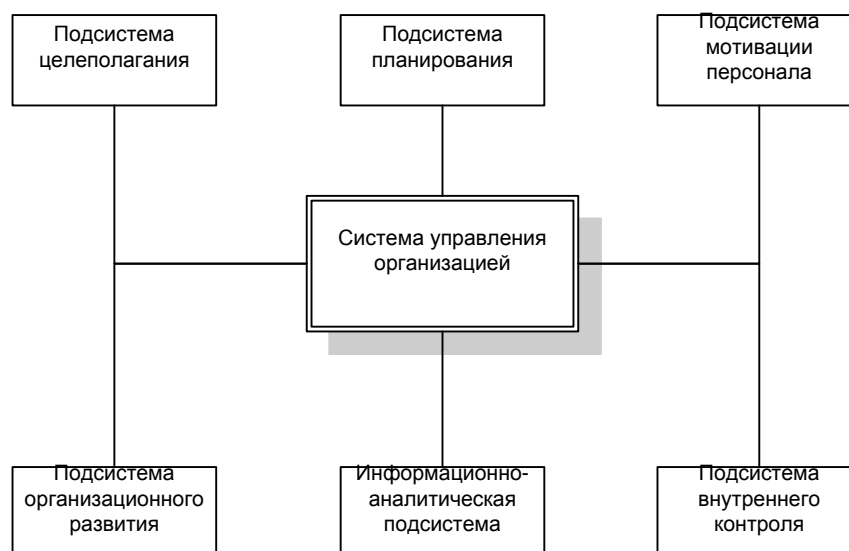 Подсистема
целеполагания
Подсистема
планирования
Подсистема
мотивации
персонала
Система управления
организацией
Подсистема
организационного
развития
Информационно-
аналитическая
подсистема
Подсистема
внутреннего
контроля